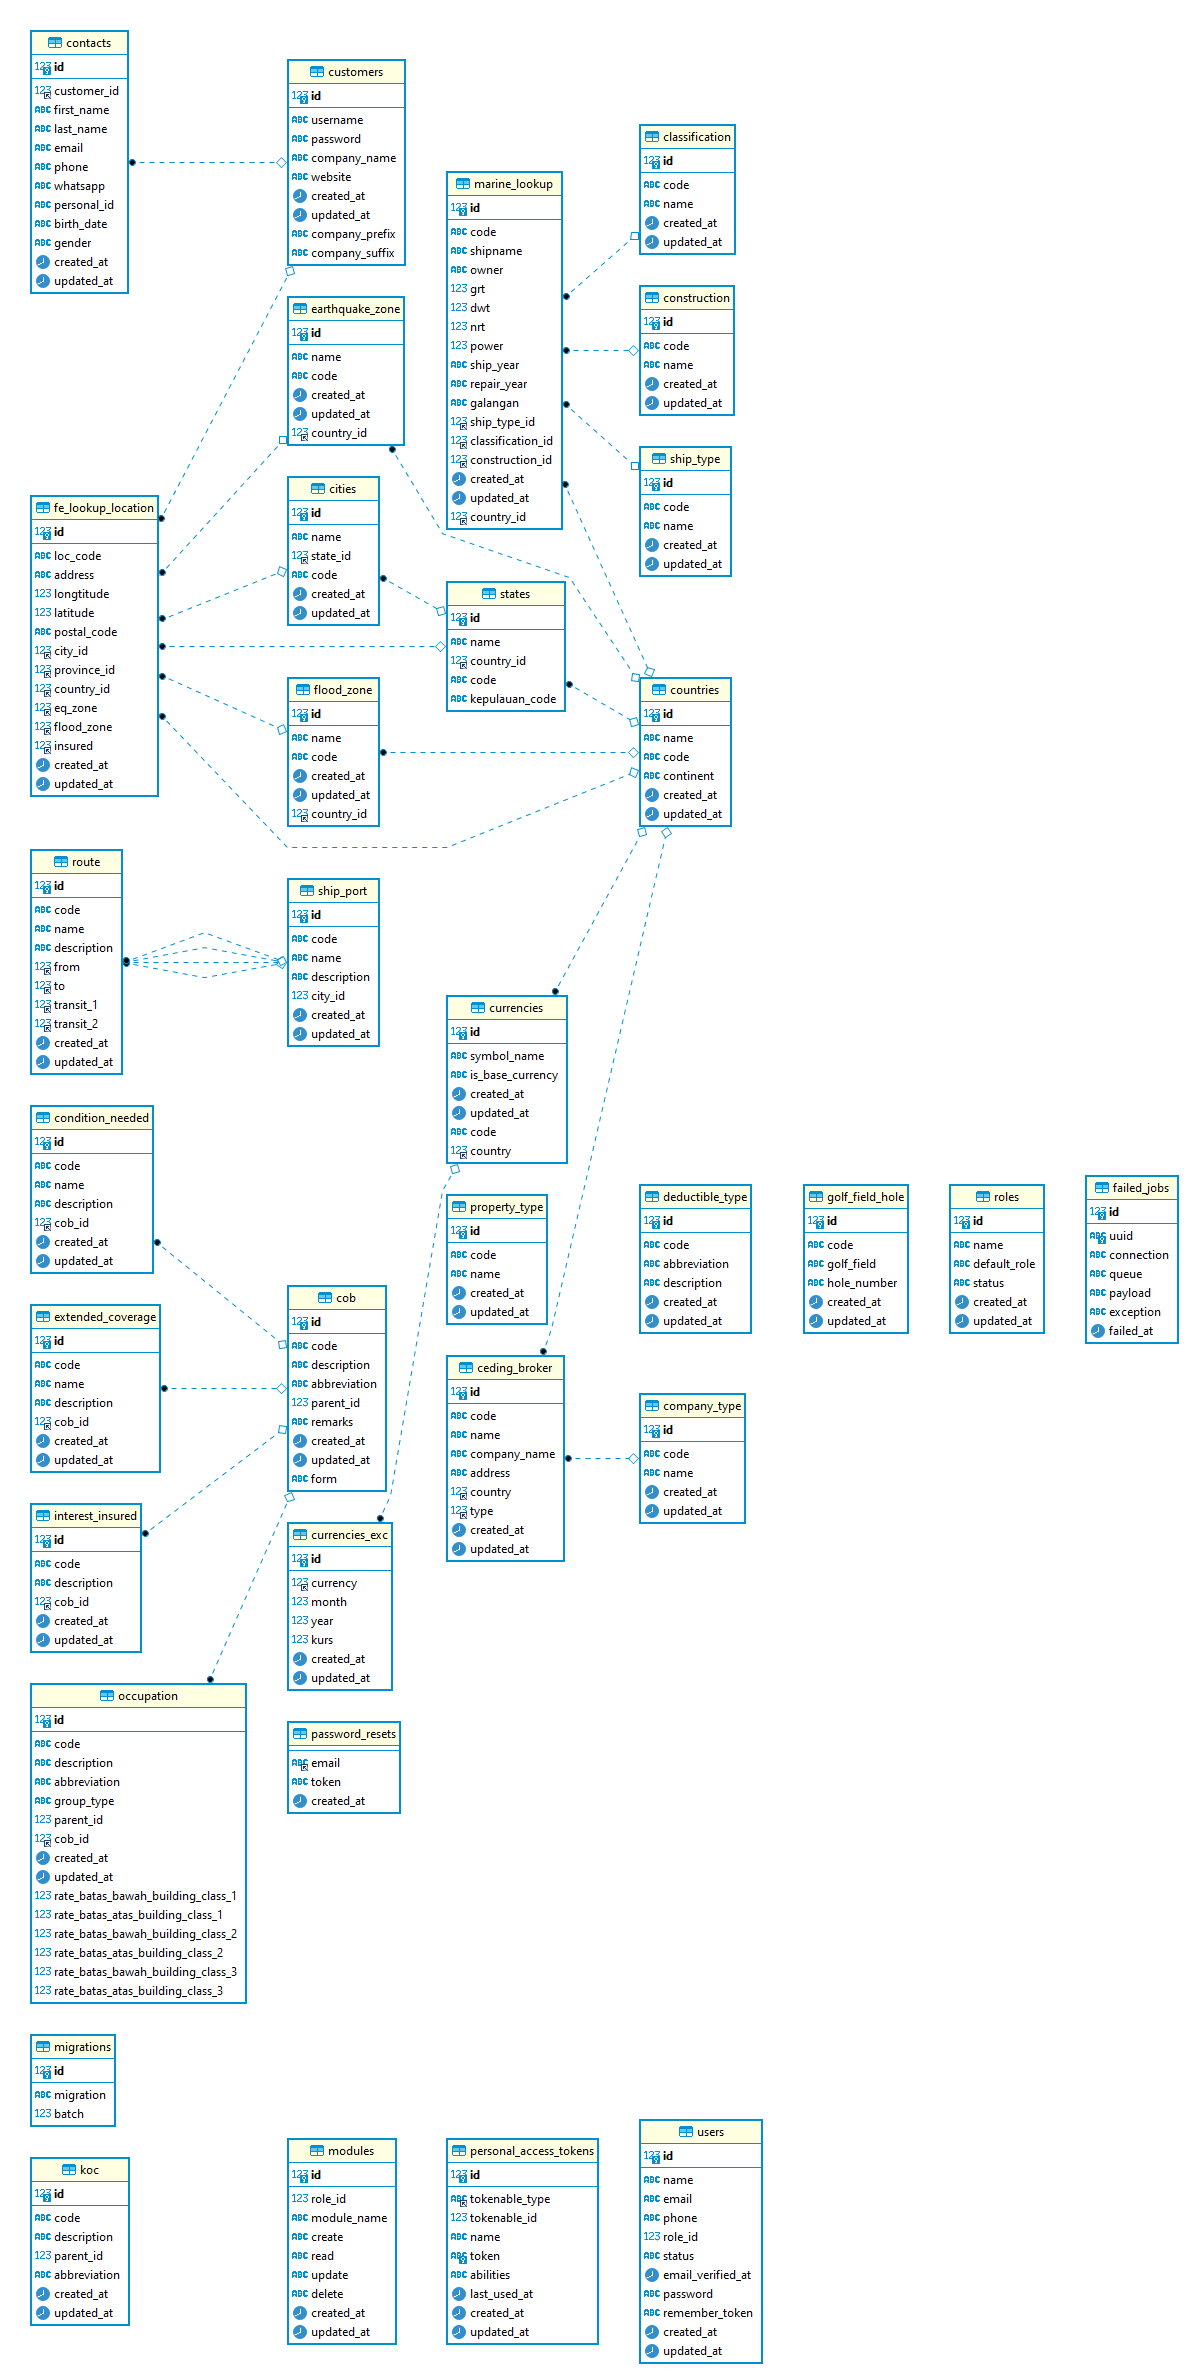 contacts
id
customer_id
first_name
last_name
email
phone
whatsapp
personal_id
birth_date
gender
created_at
updated_at
customers
id
username
password
company_name
website
created_at
updated_at
company_prefix
company_suffix
classification
id
code
name
created_at
updated_at
marine_lookup
id
code
shipname
owner
grt
dwt
nrt
power
ship_year
repair_year
galangan
ship_type_id
classification_id
construction_id
created_at
updated_at
country_id
construction
id
code
name
created_at
updated_at
earthquake_zone
id
name
code
created_at
updated_at
country_id
ship_type
id
code
name
created_at
updated_at
fe_lookup_location
id
loc_code
address
longtitude
latitude
postal_code
city_id
province_id
country_id
eq_zone
flood_zone
insured
created_at
updated_at
cities
id
name
state_id
code
created_at
updated_at
states
id
name
country_id
code
kepulauan_code
flood_zone
id
name
code
created_at
updated_at
country_id
countries
id
name
code
continent
created_at
updated_at
route
id
code
name
description
from
to
transit_1
transit_2
created_at
updated_at
ship_port
id
code
name
description
city_id
created_at
updated_at
currencies
id
symbol_name
is_base_currency
created_at
updated_at
code
country
condition_needed
id
code
name
description
cob_id
created_at
updated_at
property_type
id
code
name
created_at
updated_at
deductible_type
id
code
abbreviation
description
created_at
updated_at
golf_field_hole
id
code
golf_field
hole_number
created_at
updated_at
roles
id
name
default_role
status
created_at
updated_at
failed_jobs
id
uuid
connection
queue
payload
exception
failed_at
extended_coverage
id
code
name
description
cob_id
created_at
updated_at
cob
id
code
description
abbreviation
parent_id
remarks
created_at
updated_at
form
ceding_broker
id
code
name
company_name
address
country
type
created_at
updated_at
company_type
id
code
name
created_at
updated_at
interest_insured
id
code
description
cob_id
created_at
updated_at
currencies_exc
id
currency
month
year
kurs
created_at
updated_at
occupation
id
code
description
abbreviation
group_type
parent_id
cob_id
created_at
updated_at
rate_batas_bawah_building_class_1
rate_batas_atas_building_class_1
rate_batas_bawah_building_class_2
rate_batas_atas_building_class_2
rate_batas_bawah_building_class_3
rate_batas_atas_building_class_3
password_resets
email
token
created_at
migrations
id
migration
batch
koc
id
code
description
parent_id
abbreviation
created_at
updated_at
modules
id
role_id
module_name
create
read
update
delete
created_at
updated_at
personal_access_tokens
id
tokenable_type
tokenable_id
name
token
abilities
last_used_at
created_at
updated_at
users
id
name
email
phone
role_id
status
email_verified_at
password
remember_token
created_at
updated_at